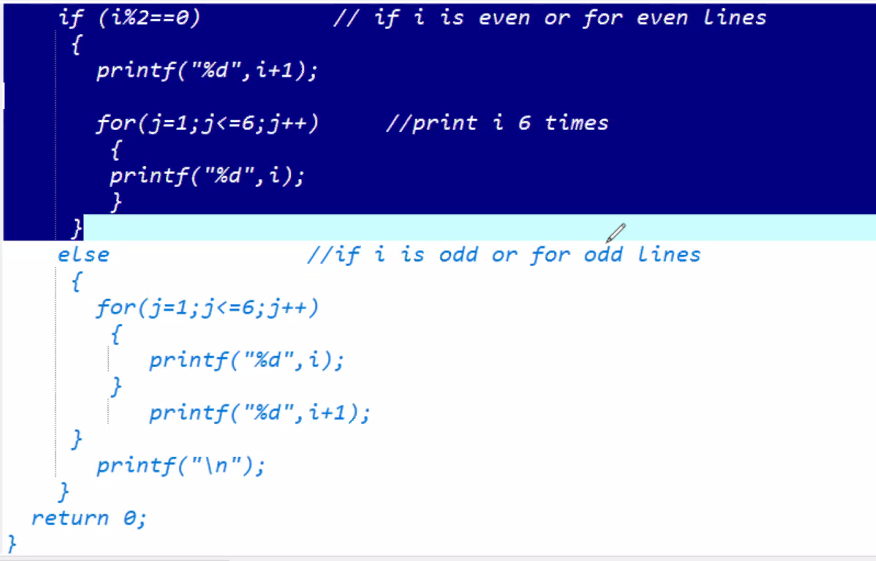 if (i%2==0) // if i is even or for even lines
{
printf("%d",i+1);
for(j=1;j<=6;j++) //print i 6 times
{
printf("%d",i);
}
}
else //if i is odd or for odd lines
{
for(j=1;j<=6;j++)
{
printf("%d",i);
}
printf("%d",i+1);
}
printf("\n");
}
return 0;
}